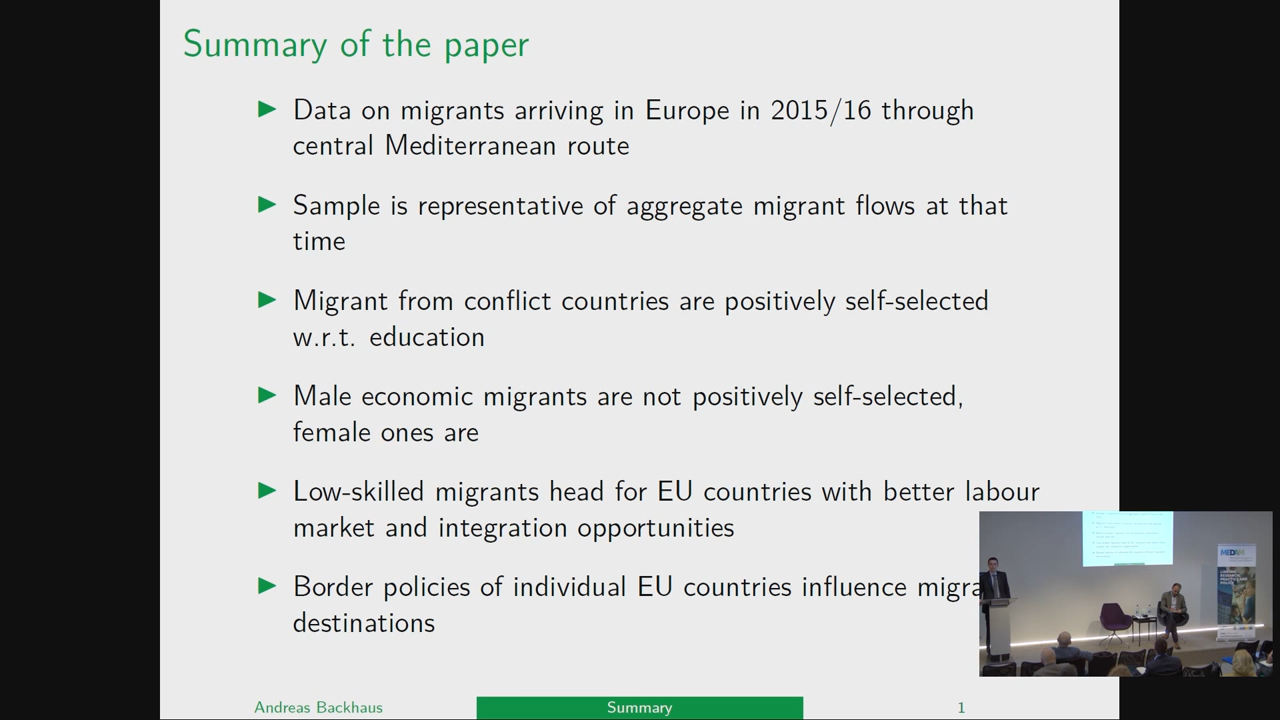 Summary of the paper
Data on migrants arriving in Europe in 2015/16 through
central Mediterranean route
Sample is representative of aggregate migrant flows at that
time
Migrant from conflict countries are positively self-selected
w.r.t. education
Male economic migrants are not positively self-selected,
female ones are
Low-skilled migrants head for EU countries with better labour
market and integration opportunities
Border policies of individual EU countries influence
destinations
Andreas Backhaus
Summary
1
MEDAM